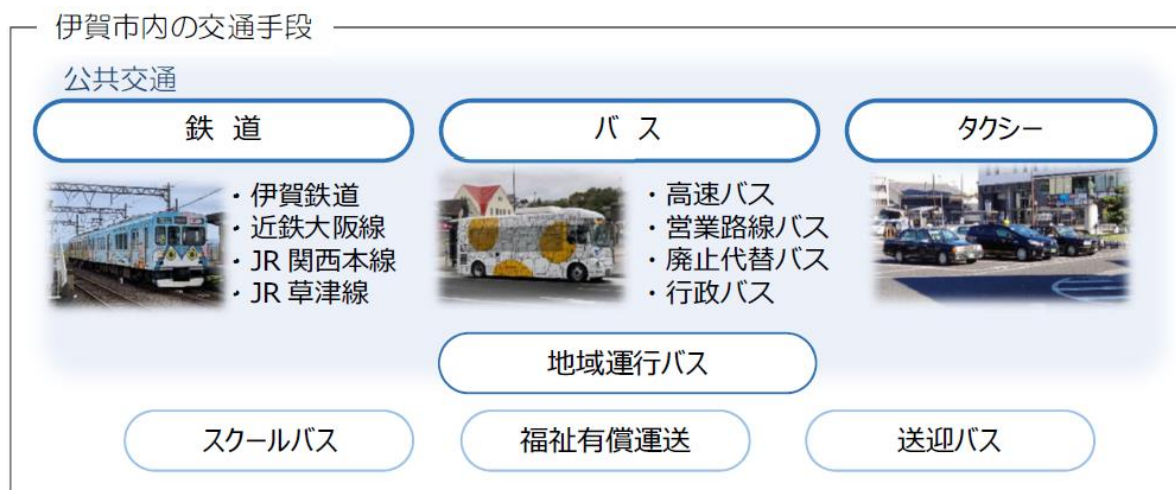 伊賀市内の交通手段
公共交通
鉄 道
・伊賀鉄道
・近鉄大阪線
・JR 関西本線
・JR 草津線
バ ス
・高速バス
・営業路線バス
・廃止代替バス
・行政バス
タクシー
地域運行バス
スクールバス
福祉有償運送
送迎バス